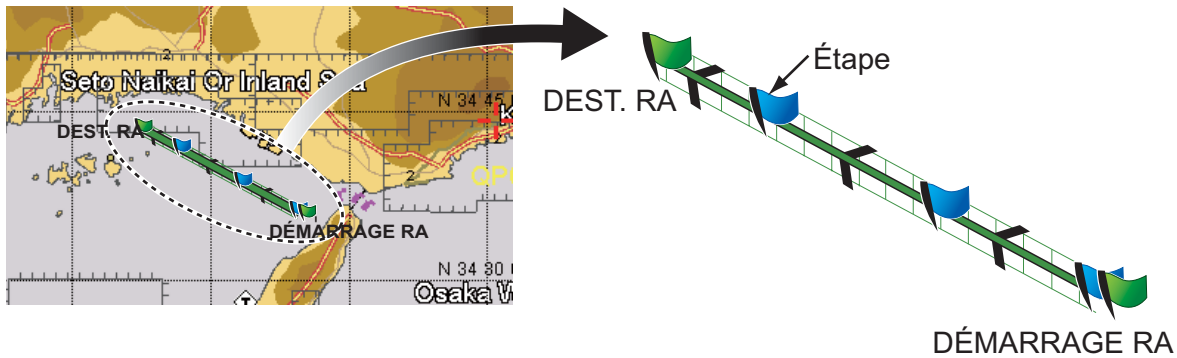 2
Seto Naikai Or Inland Sea
N 34 45
DEST. RA
2
DÉMARRAGE RA
N 34 30
Osaka
T
Étape
DEST. RA
DÉMARRAGE RA